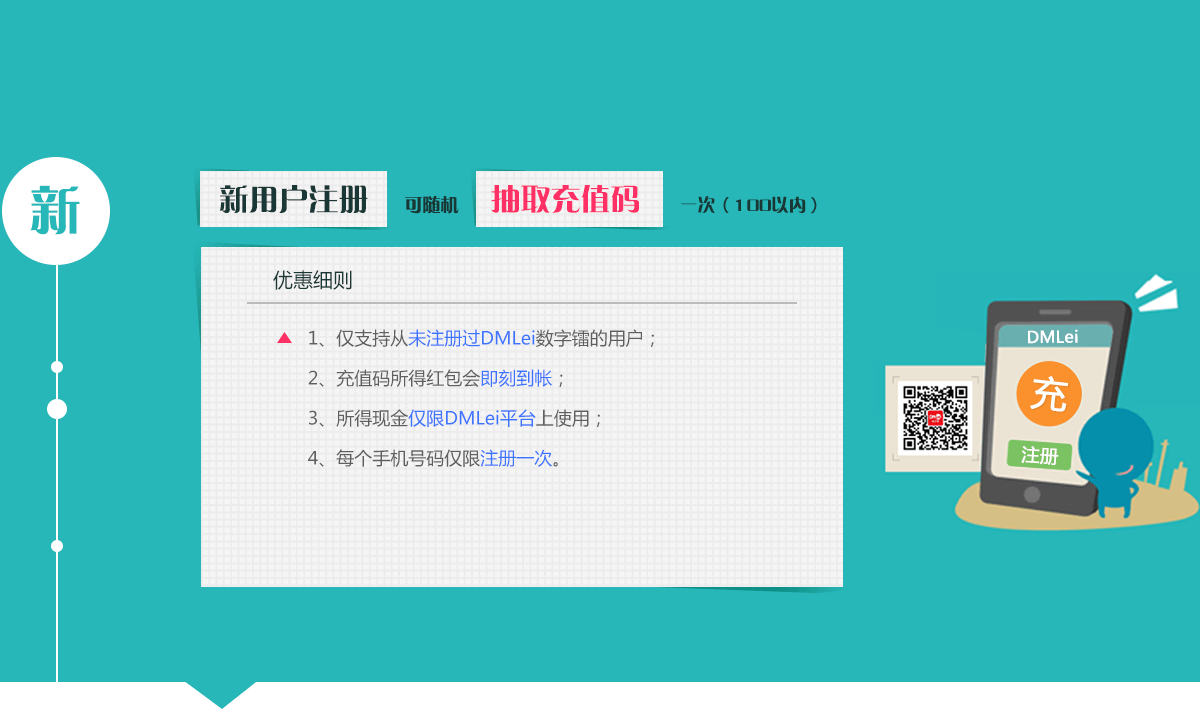 新
新用户注册 可随机 抽取充值码 一次（100以内）
优惠细则
1、仅支持从未注册过DMLei数字镭的用户；
2、充值码所得红包会即刻到帐；
3、所得现金仅限DMLei平台上使用；
4、每个手机号码仅限注册一次。
DMLei
充
注册